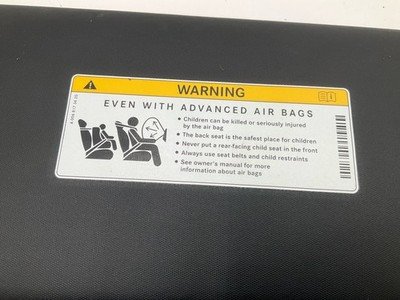 WARNING
EVEN WITH ADVANCED AIR BAGS
• Children can be killed or seriously injured
by the air bag
• The back seat is the safest place for children
• Never put a rear-facing child seat in the front
• Always use seat belts and child restraints
• See owner's manual for more
information about air bags